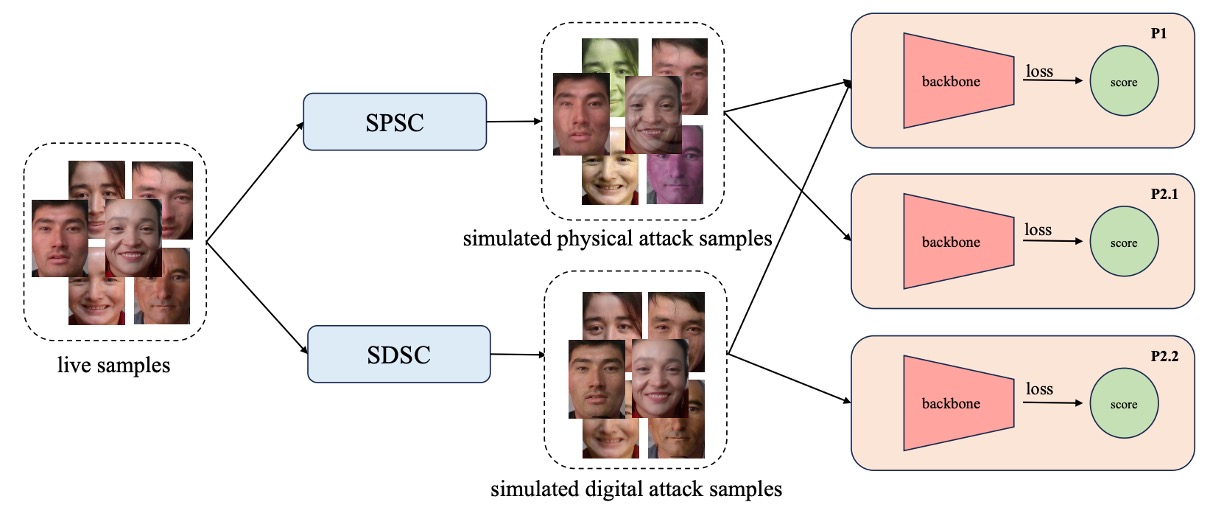 live samples
SPSC
SDSC
simulated physical attack samples
simulated digital attack samples
P1
backbone
loss
score
P2.1
backbone
loss
score
P2.2
backbone
loss
score